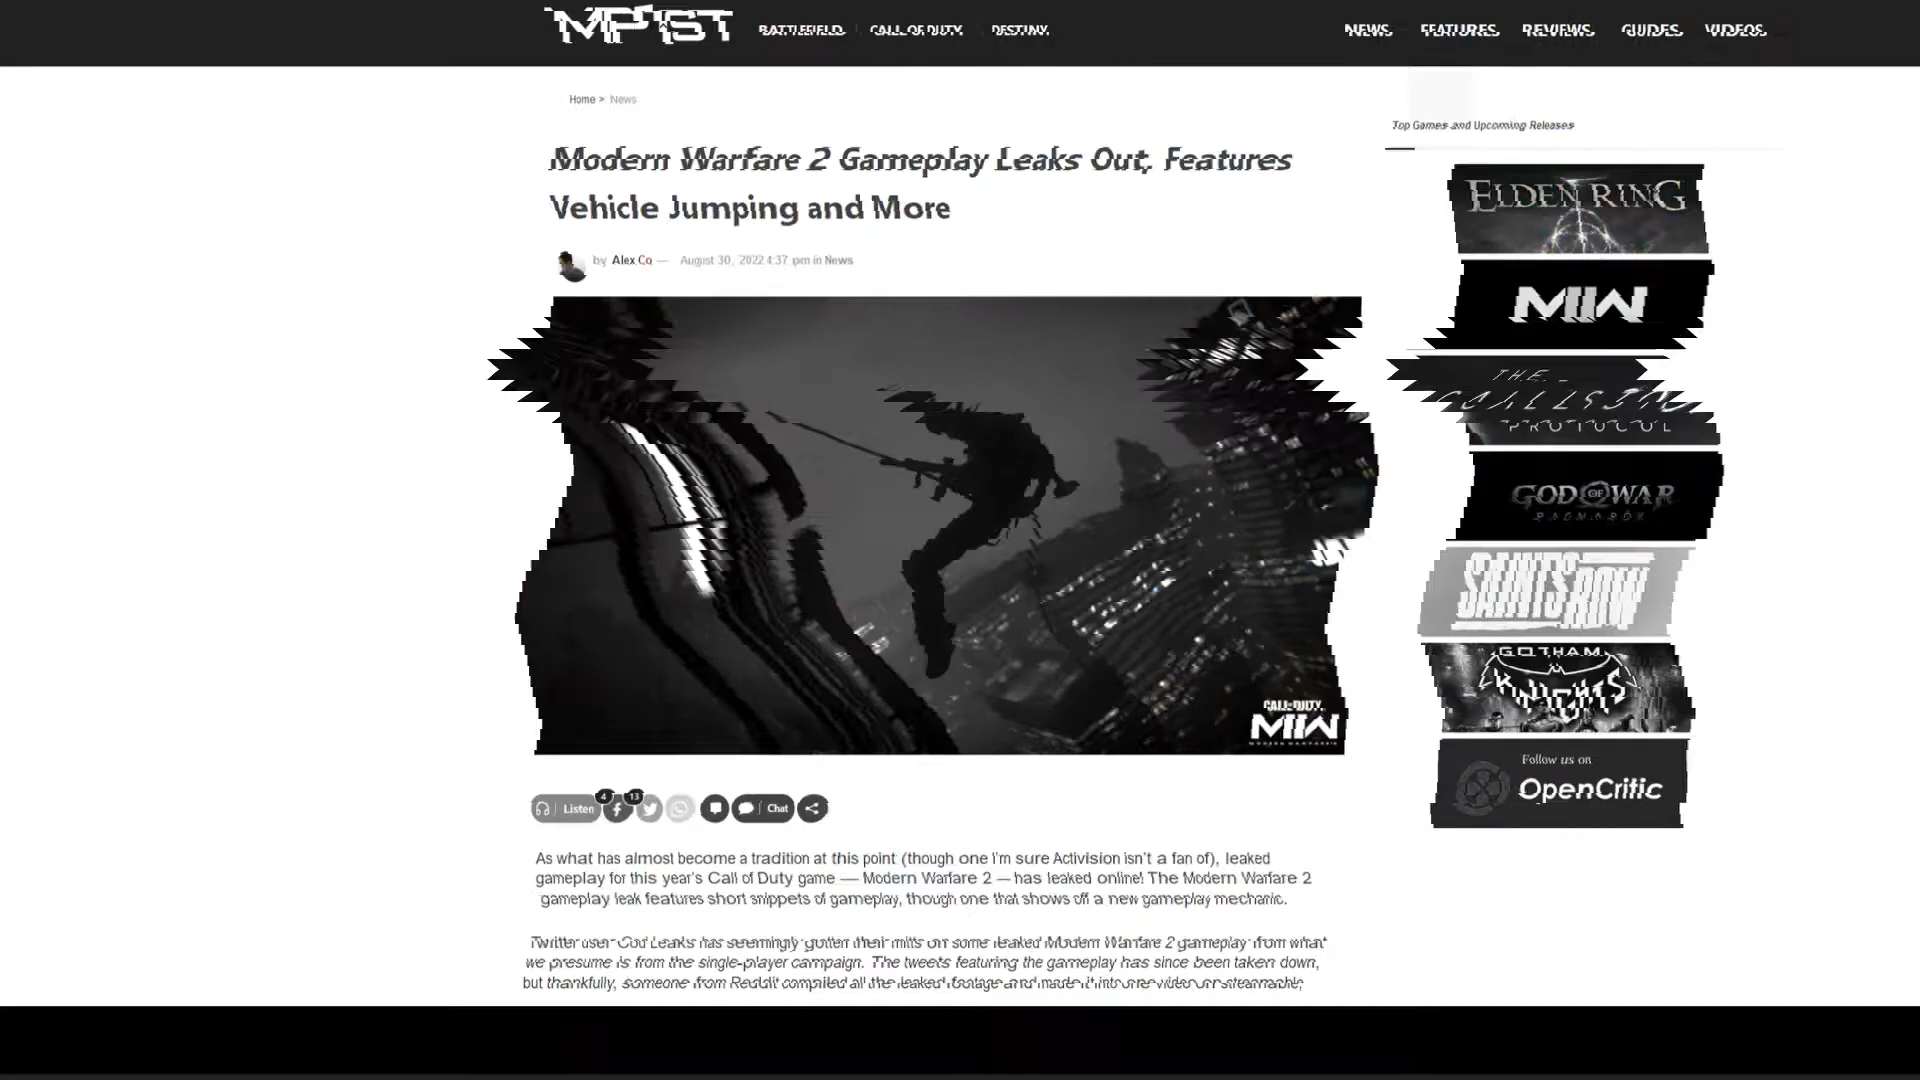 MP1ST
BATTLEFIELD CALL OF DUTY DESTINY
NEWS FEATURES REVIEWS GUIDES VIDEOS
Home > News
Top Games and Upcoming Releases
Modern Warfare 2 Gameplay Leaks Out, Features
Vehicle Jumping and More
by Alex Co — August 30, 2022 4:37 pm in News
ELDEN RING
MIIW
THE
CALLISTO
PROTOCOL
GOD OF WAR
RAGNARÖK
SAINTS ROW
GOTHAM
KNIGHTS
Follow us on
OpenCritic
CALL OF DUTY
MIIW
MODERN WARFARE II
Listen 4 13 Chat
As what has almost become a tradition at this point (though one I'm sure Activision isn't a fan of), leaked
gameplay for this year's Call of Duty game — Modern Warfare 2 — has leaked online! The Modern Warfare 2
gameplay leak features short snippets of gameplay, though one that shows off a new gameplay mechanic.
Twitter user Cod Leaks has seemingly gotten their mitts on some leaked Modern Warfare 2 gameplay from what
we presume is from the single-player campaign. The tweets featuring the gameplay has since been taken down,
but thankfully, someone from Reddit compiled all the leaked footage and made it into one video on steamable;